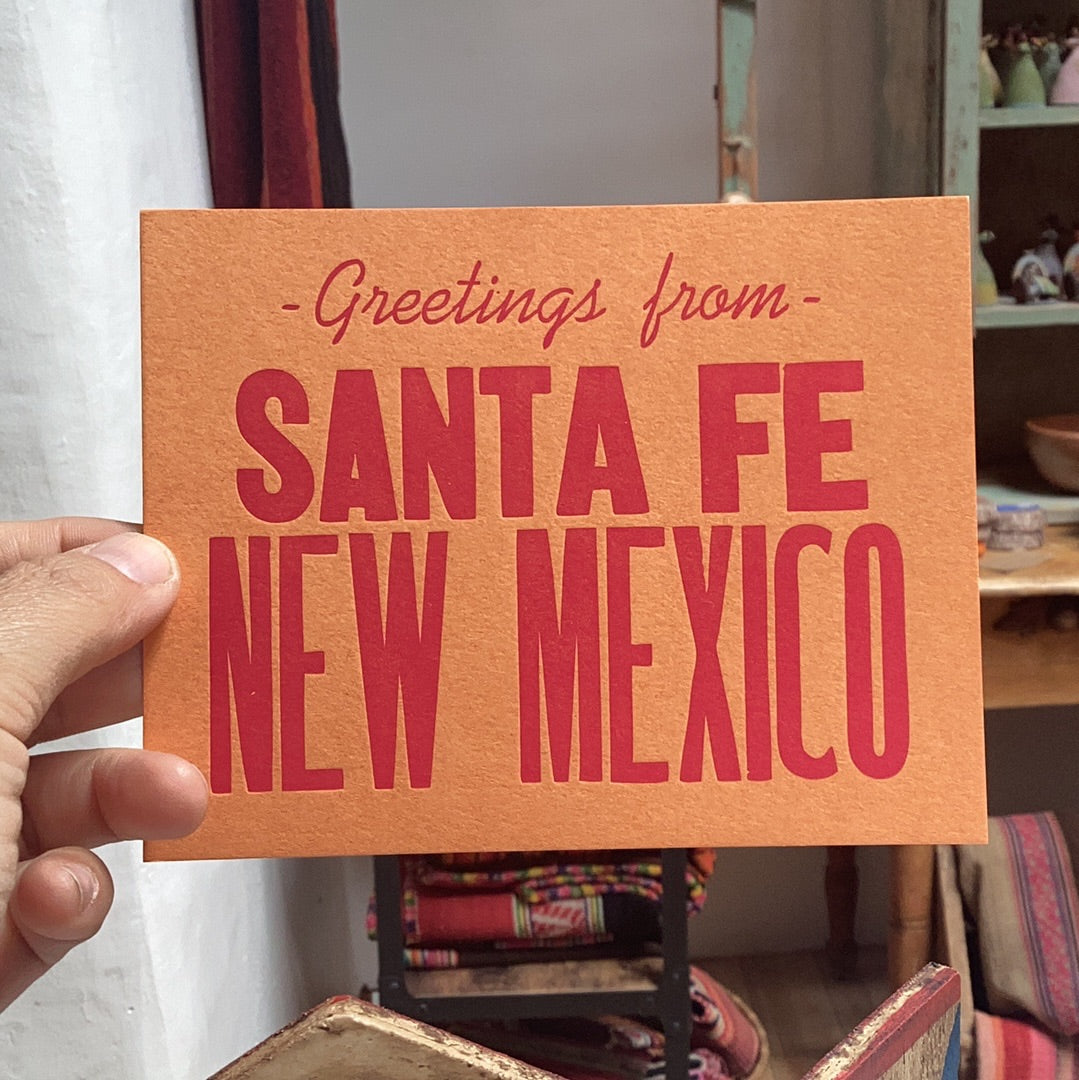 - Greetings from -
SANTA FE
NEW MEXICO